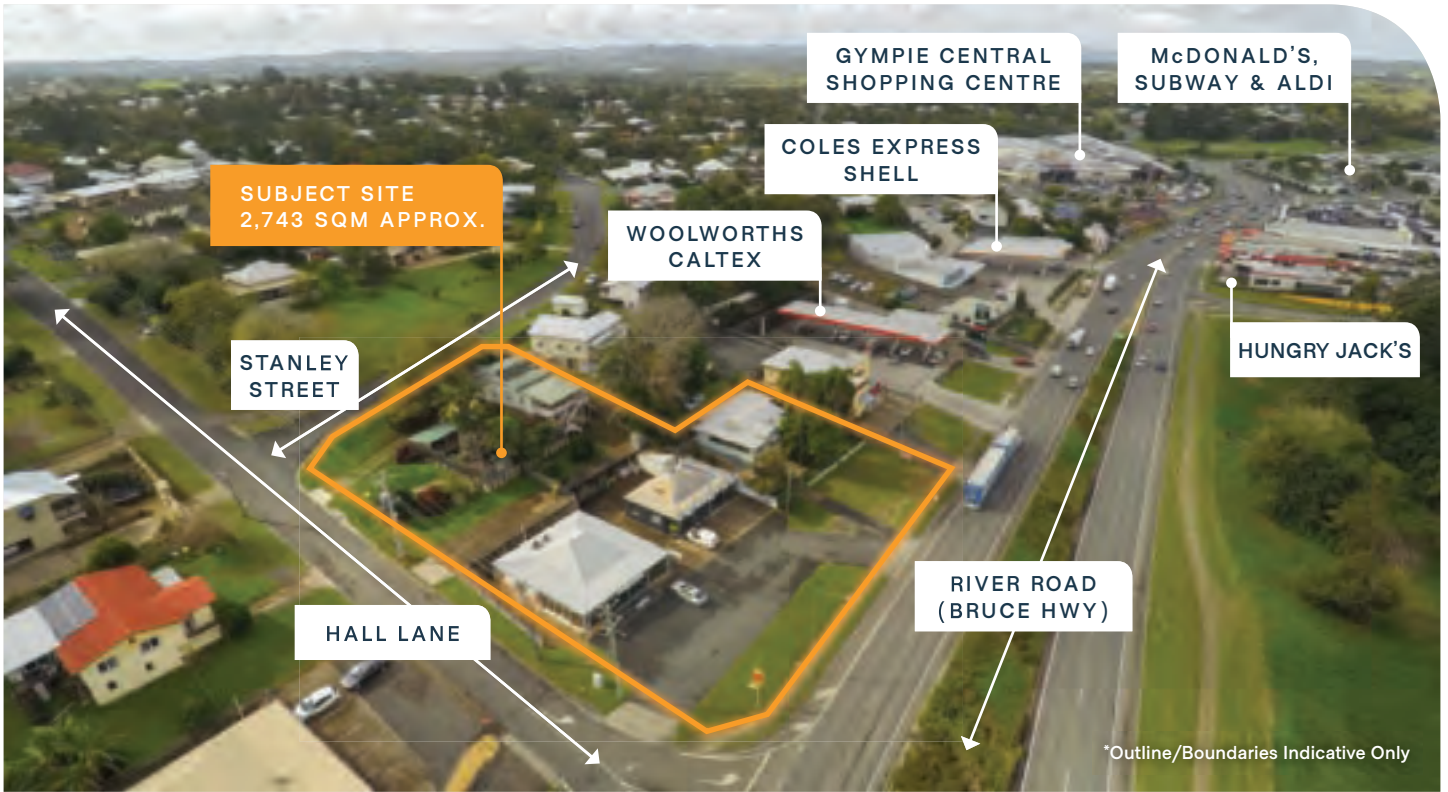 GYMPIE CENTRAL
SHOPPING CENTRE
McDONALD'S,
SUBWAY & ALDI
COLES EXPRESS
SHELL
SUBJECT SITE
2,743 SQM APPROX.
WOOLWORTHS
CALTEX
STANLEY
STREET
HUNGRY JACK'S
RIVER ROAD
(BRUCE HWY)
HALL LANE
*Outline/Boundaries Indicative Only